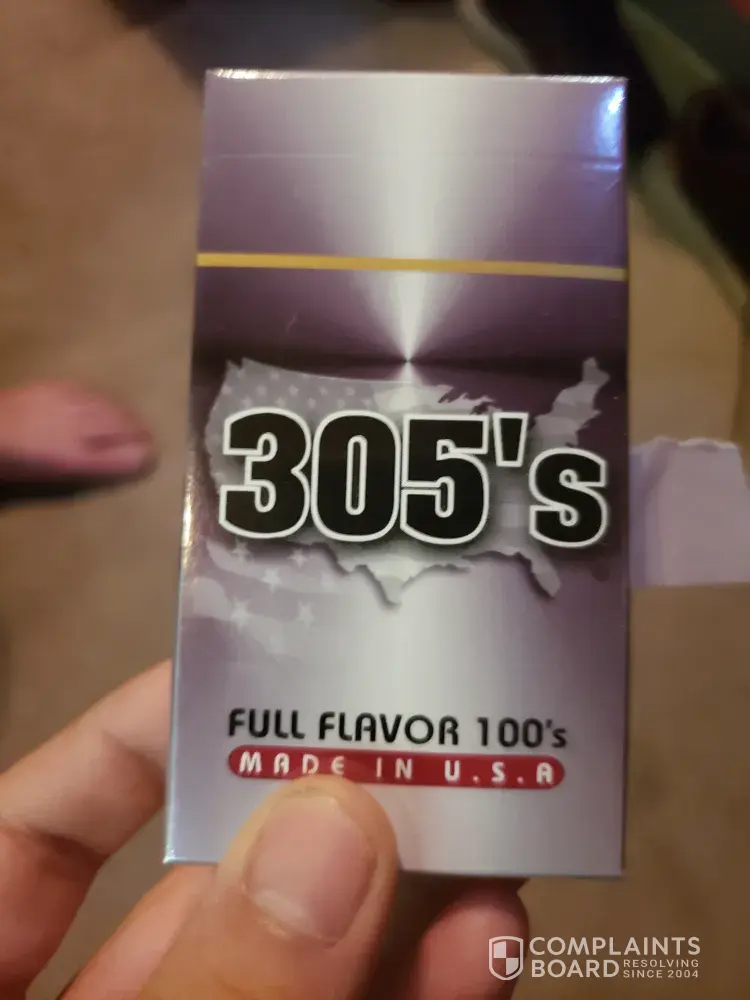 305's
FULL FLAVOR 100's
MADE IN U.S.A
COMPLAINTS
BOARD RESOLVING
SINCE 2004